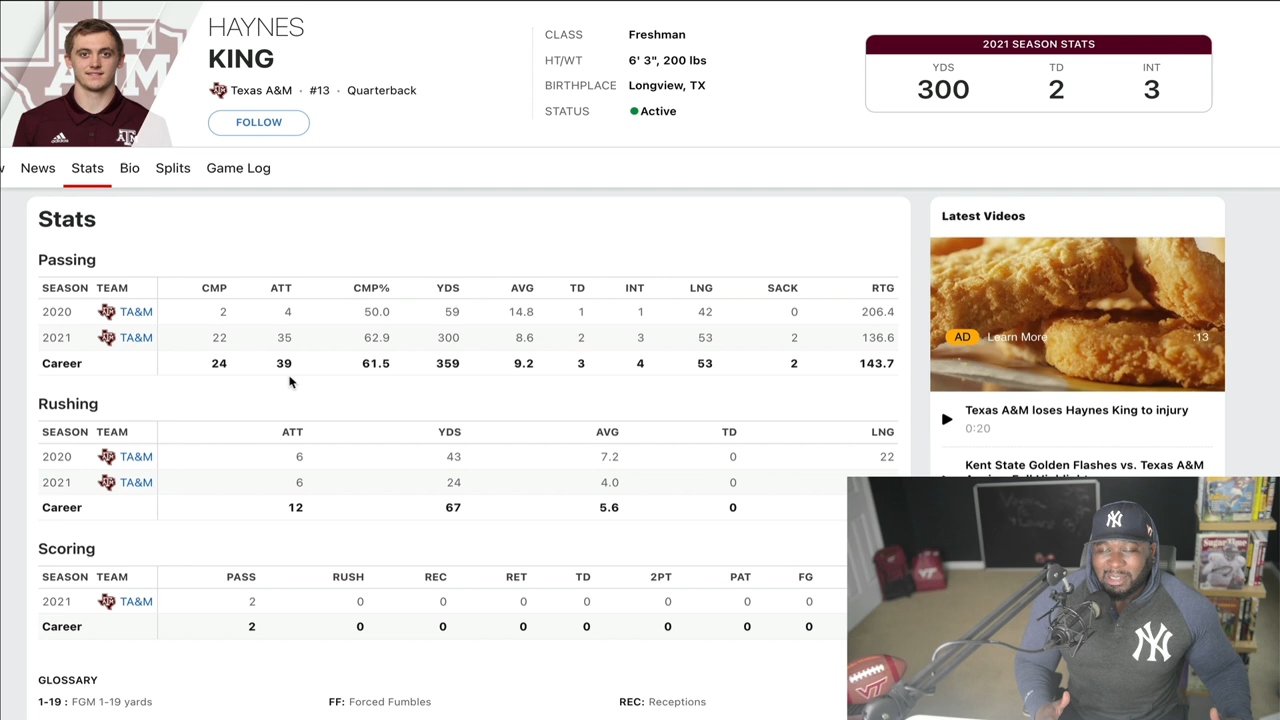 HAYNES
KING
Texas A&M · #13 · Quarterback
FOLLOW
CLASS Freshman
HT/WT 6' 3", 200 lbs
BIRTHPLACE Longview, TX
STATUS Active
2021 SEASON STATS
YDS TD INT
300 2 3
News Stats Bio Splits Game Log
Stats
Passing
SEASON TEAM CMP ATT CMP% YDS AVG TD INT LNG SACK RTG
2020 TA&M 2 4 50.0 59 14.8 1 1 42 0 206.4
2021 TA&M 22 35 62.9 300 8.6 2 3 53 2 136.6
Career 24 39 61.5 359 9.2 3 4 53 2 143.7
Rushing
SEASON TEAM ATT YDS AVG TD LNG
2020 TA&M 6 43 7.2 0 22
2021 TA&M 6 24 4.0 0
Career 12 67 5.6 0
Scoring
SEASON TEAM PASS RUSH REC RET TD 2PT PAT FG
2021 TA&M 2 0 0 0 0 0 0 0
Career 2 0 0 0 0 0 0 0
GLOSSARY
1-19 : FGM 1-19 yards FF: Forced Fumbles REC: Receptions
Latest Videos
AD Learn More :13
Texas A&M loses Haynes King to injury
0:20
Kent State Golden Flashes vs. Texas A&M
NY
NY
VT